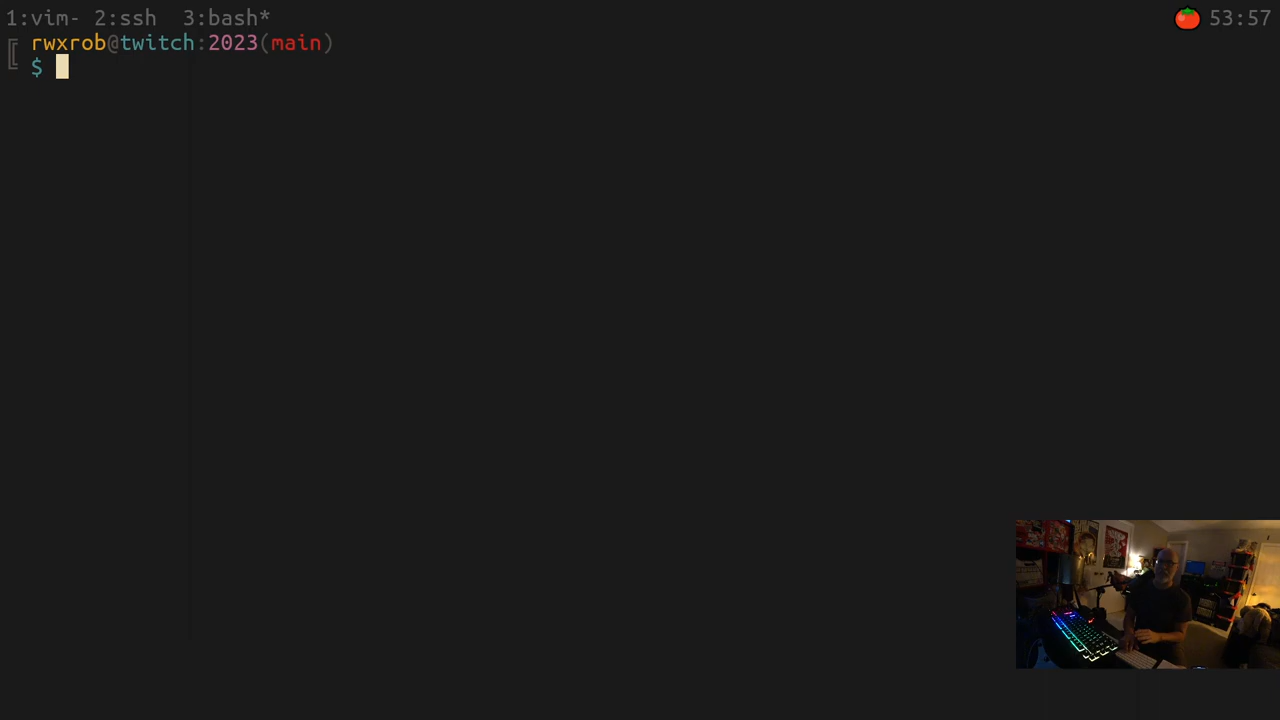 1:vim- 2:ssh  3:bash*
🍅 53:57
rwxrob@twitch:2023(main)
$